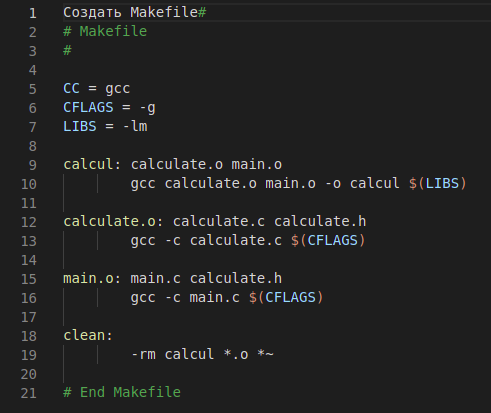 1 Создать Makefile#
2 # Makefile
3 #
4
5 CC = gcc
6 CFLAGS = -g
7 LIBS = -lm
8
9 calcul: calculate.o main.o
10 gcc calculate.o main.o -o calcul $(LIBS)
11
12 calculate.o: calculate.c calculate.h
13 gcc -c calculate.c $(CFLAGS)
14
15 main.o: main.c calculate.h
16 gcc -c main.c $(CFLAGS)
17
18 clean:
19 -rm calcul *.o *~
20
21 # End Makefile